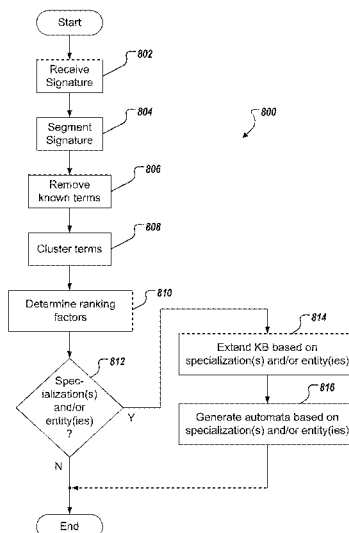 Start
802
Receive
Signature
804
Segment
Signature
800
806
Remove
known terms
808
Cluster terms
810
Determine ranking
factors
812
Spec-
ialization(s)
and/or
entity(ies)
?
Y
N
814
Extend KB based on
specialization(s) and/or entity(ies)
816
Generate automata based on
specialization(s) and/or entity(ies)
End